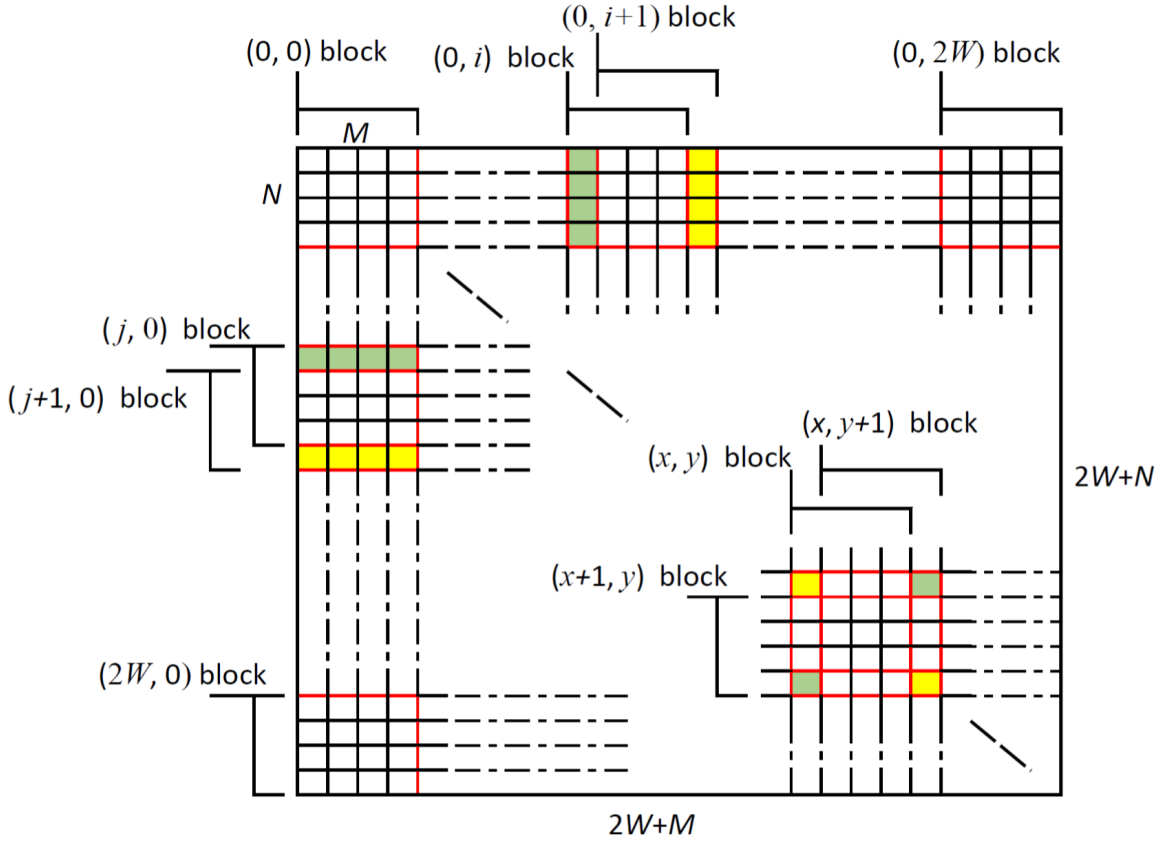 (0, i+1) block
(0, 0) block
(0, i) block
(0, 2W) block
M
N
(j, 0) block
(j+1, 0) block
(x, y+1) block
(x, y) block
2W+N
(x+1, y) block
(2W, 0) block
2W+M